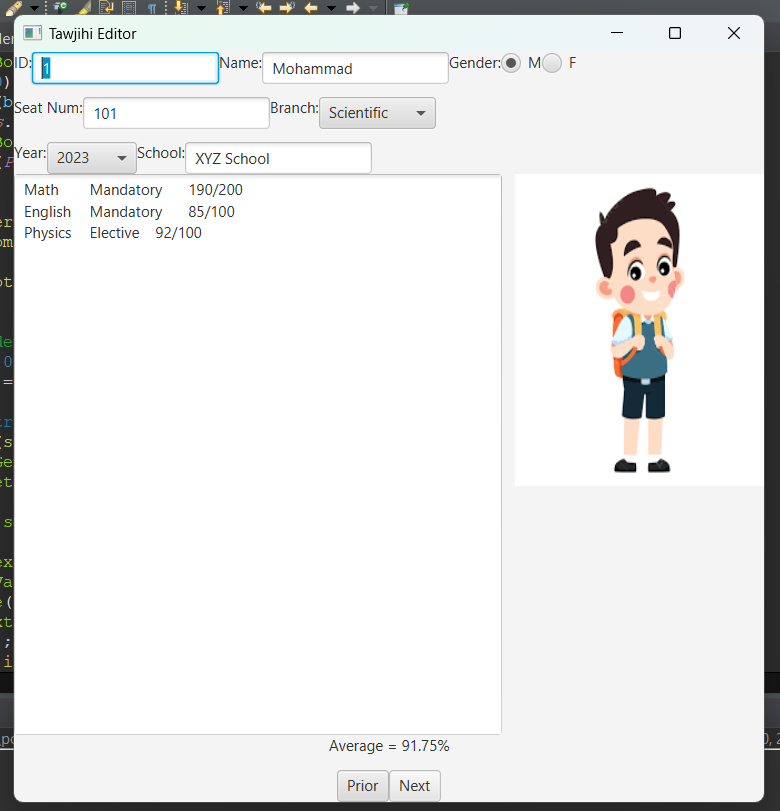 Tawjihi Editor
ID: 1 Name: Mohammad Gender: M F
Seat Num: 101 Branch: Scientific
Year: 2023 School: XYZ School
Math Mandatory 190/200
English Mandatory 85/100
Physics Elective 92/100
Average = 91.75%
Prior Next